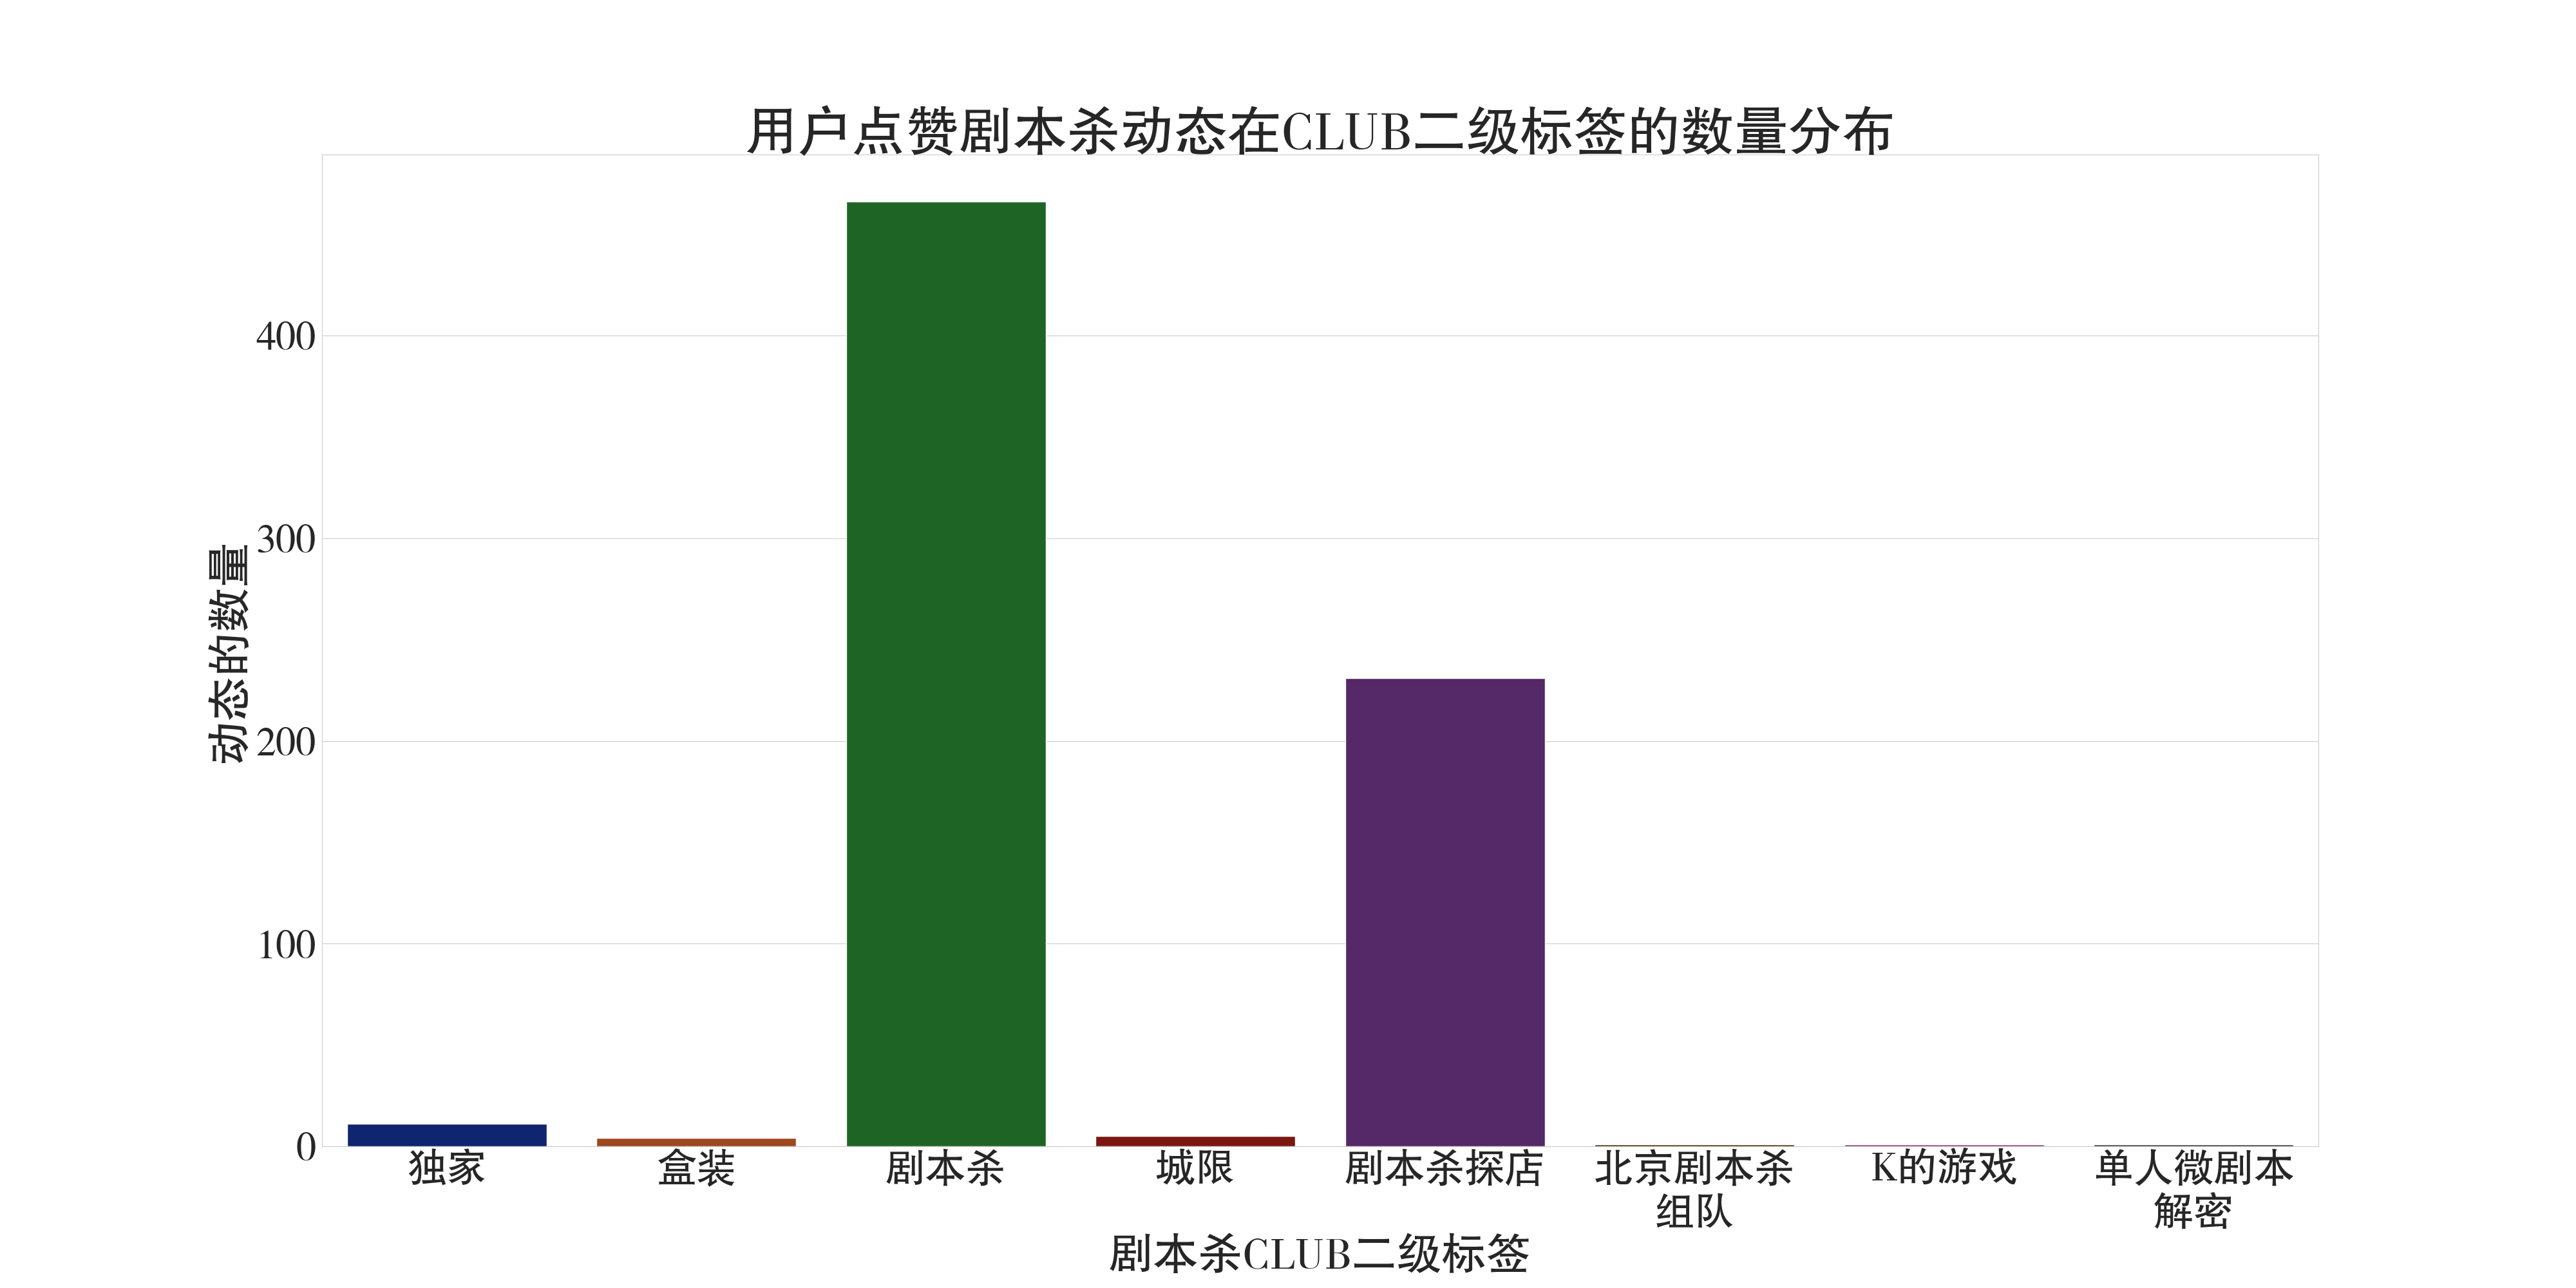 用户点赞剧本杀动态在CLUB二级标签的数量分布
动态的数量
400
300
200
100
0
独家
盒装
剧本杀
城限
剧本杀探店
北京剧本杀
组队
K的游戏
单人微剧本
解密
剧本杀CLUB二级标签